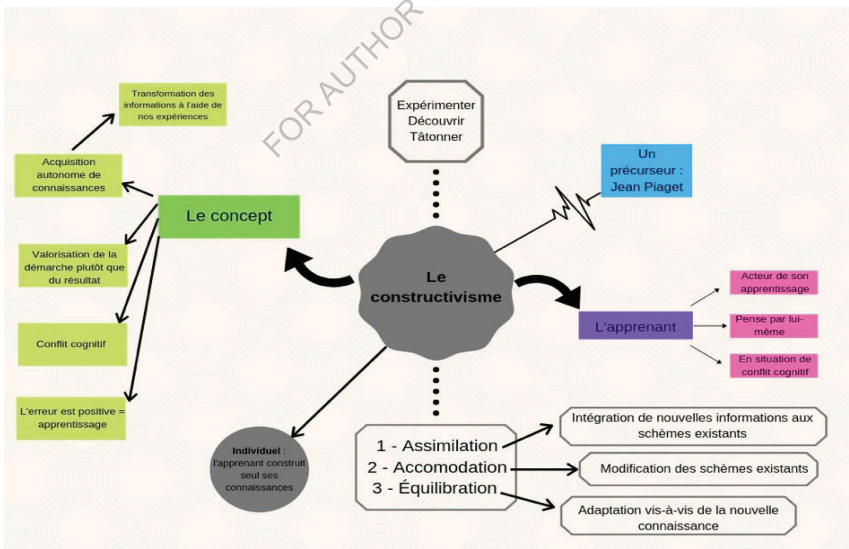 FOR AUTHOR
Transformation des
informations à l'aide de
nos expériences
Acquisition
autonome de
connaissances
Le concept
Valorisation de la
démarche plutôt que
du résultat
Conflit cognitif
L'erreur est positive =
apprentissage
Expérimenter
Découvrir
Tâtonner
Un
précurseur :
Jean Piaget
Le
constructivisme
L'apprenant
Acteur de son
apprentissage
Pense par lui-
même
En situation de
conflit cognitif
Individuel :
l'apprenant construit
seul ses
connaissances
1 - Assimilation
2 - Accomodation
3 - Équilibration
Intégration de nouvelles informations aux
schèmes existants
Modification des schèmes existants
Adaptation vis-à-vis de la nouvelle
connaissance